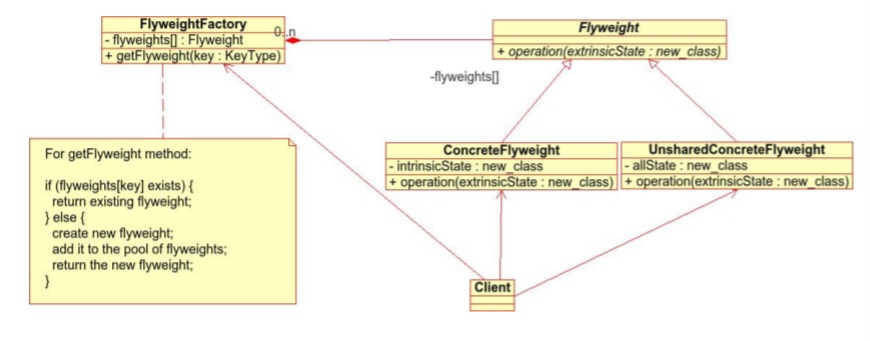 FlyweightFactory
- flyweights[] : Flyweight
+ getFlyweight(key : KeyType)
0..n
Flyweight
+ operation(extrinsicState : new_class)
-flyweights[]
For getFlyweight method:
if (flyweights[key] exists) {
return existing flyweight;
} else {
create new flyweight;
add it to the pool of flyweights;
return the new flyweight;
}
ConcreteFlyweight
- intrinsicState : new_class
+ operation(extrinsicState : new_class)
UnsharedConcreteFlyweight
- allState : new_class
+ operation(extrinsicState : new_class)
Client